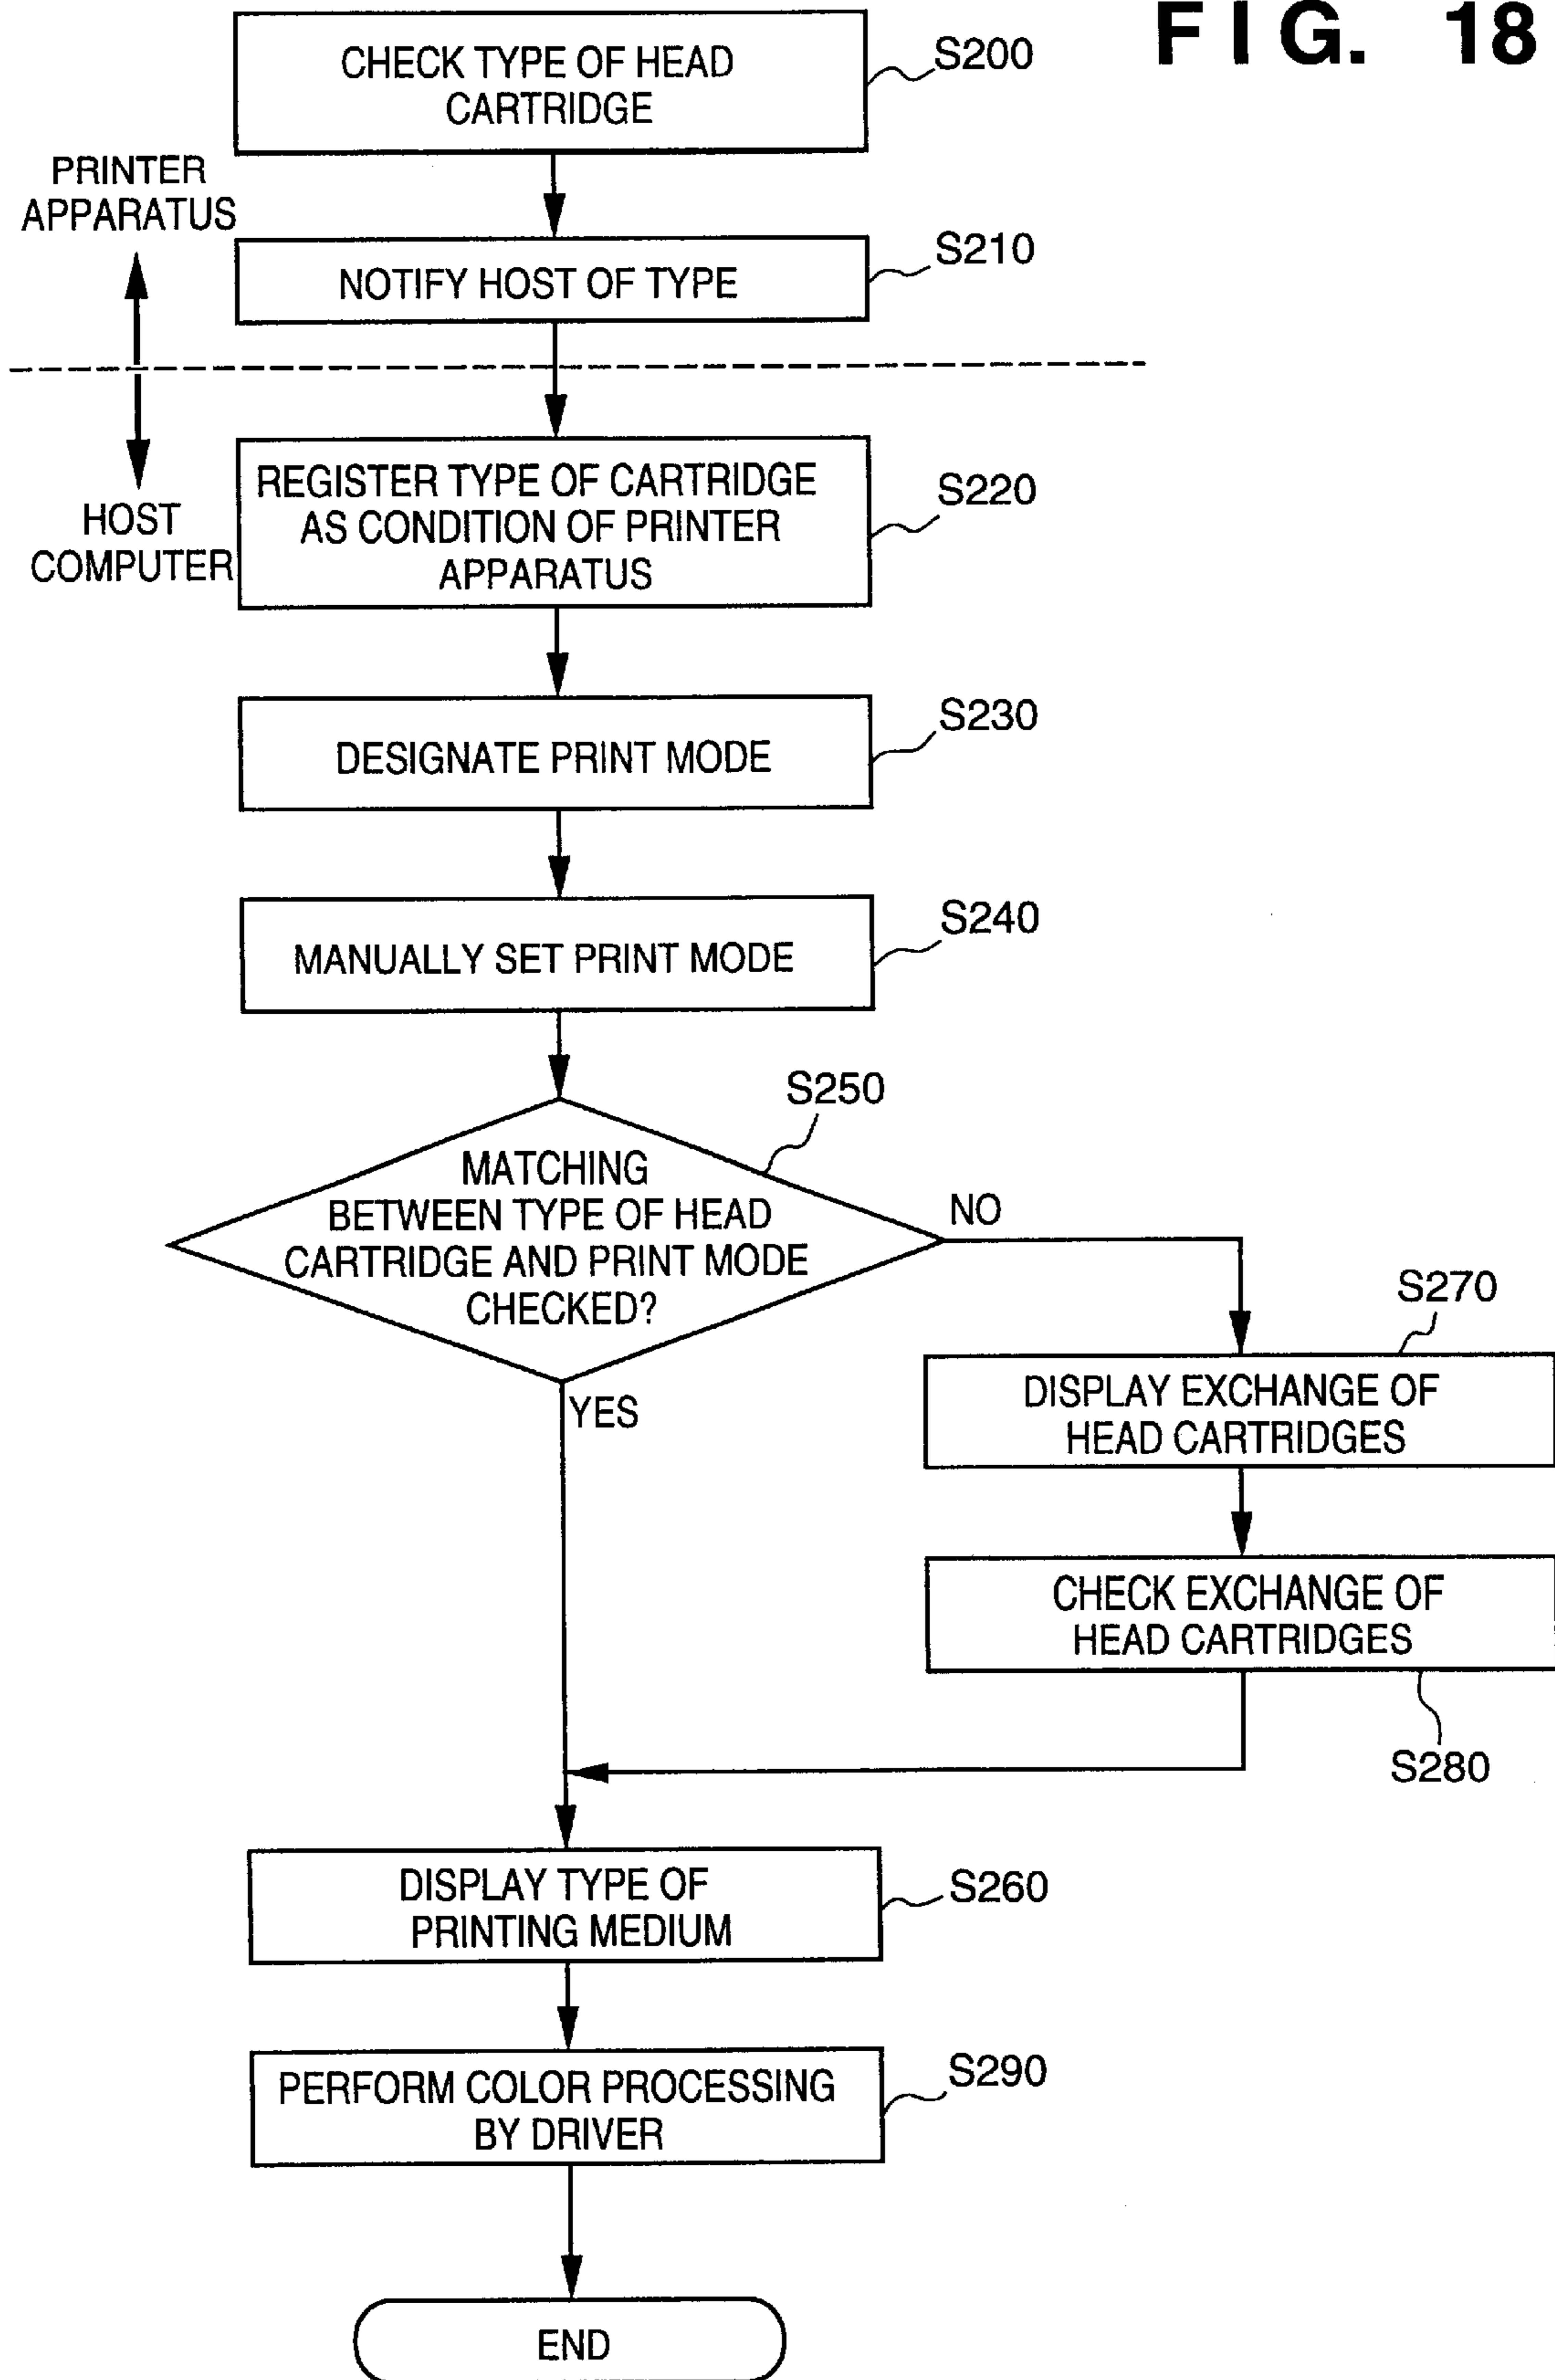 FIG. 18
CHECK TYPE OF HEAD
CARTRIDGE
S200
PRINTER
APPARATUS
NOTIFY HOST OF TYPE
S210
HOST
COMPUTER
REGISTER TYPE OF CARTRIDGE
AS CONDITION OF PRINTER
APPARATUS
S220
DESIGNATE PRINT MODE
S230
MANUALLY SET PRINT MODE
S240
S250
MATCHING
BETWEEN TYPE OF HEAD
CARTRIDGE AND PRINT MODE
CHECKED?
NO
YES
S270
DISPLAY EXCHANGE OF
HEAD CARTRIDGES
CHECK EXCHANGE OF
HEAD CARTRIDGES
S280
DISPLAY TYPE OF
PRINTING MEDIUM
S260
PERFORM COLOR PROCESSING
BY DRIVER
S290
END